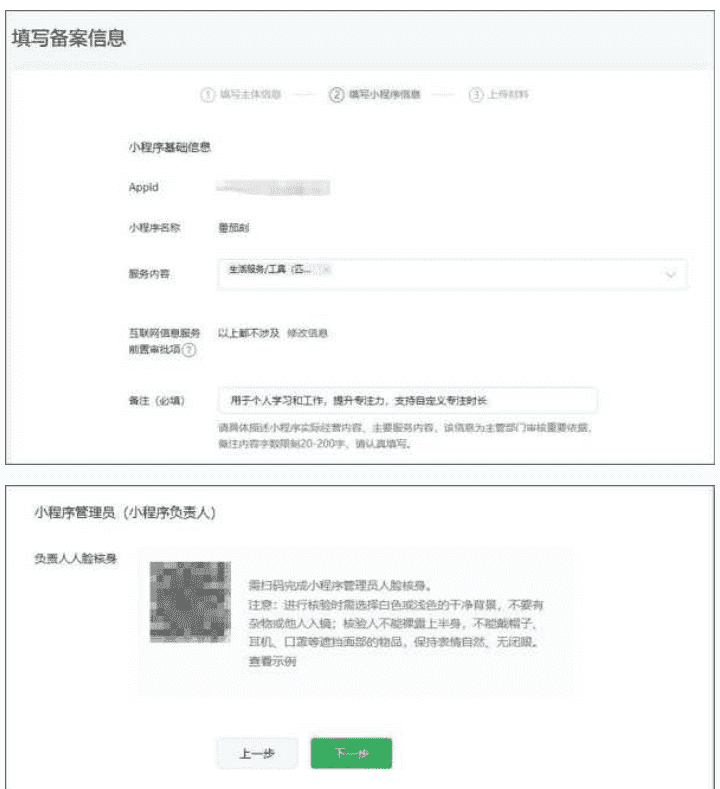 填写备案信息
1 填写主体信息 2 填写小程序信息 3 上传材料
小程序基础信息
Appid
小程序名称 番茄刻
服务内容 生活服务/工具（匹... ×
互联网信息服务 以上都不涉及 修改信息
前置审批项 ?
备注（必填） 用于个人学习和工作，提升专注力，支持自定义专注时长
请具体描述小程序实际经营内容、主要服务内容，该信息为主管部门审核重要依据，
备注内容字数限制20-200字，请认真填写。
小程序管理员（小程序负责人）
负责人人脸核身
需扫码完成小程序管理员人脸核身。
注意：进行核验时需选择白色或浅色的干净背景，不要有
杂物或他人入镜；核验人不能裸露上半身，不能戴帽子、
耳机、口罩等遮挡面部的物品，保持表情自然、无闭眼。
查看示例
上一步 下一步